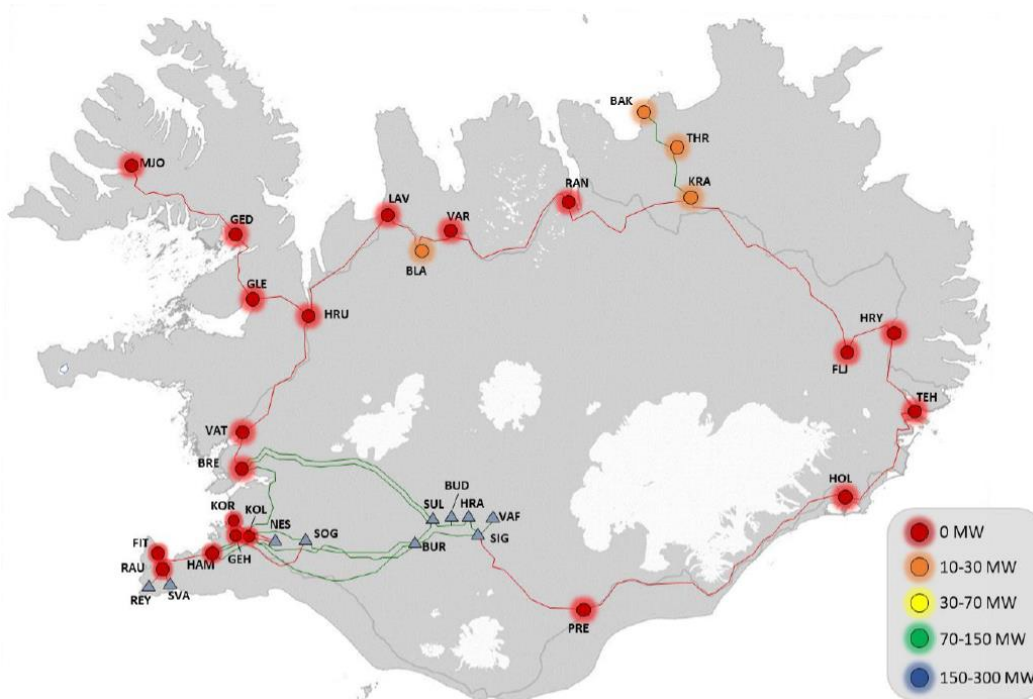 BAK
THR
MJO
KRA
RAN
LAV
GED
VAR
BLA
GLE
HRU
HRY
FLJ
TEH
VAT
BRE
HOL
BUD
HRA
SUL
VAF
KOR
KOL
NES
SOG
SIG
BUR
FIT
HAM
GEH
RAU
REY
SVA
PRE
0 MW
10-30 MW
30-70 MW
70-150 MW
150-300 MW